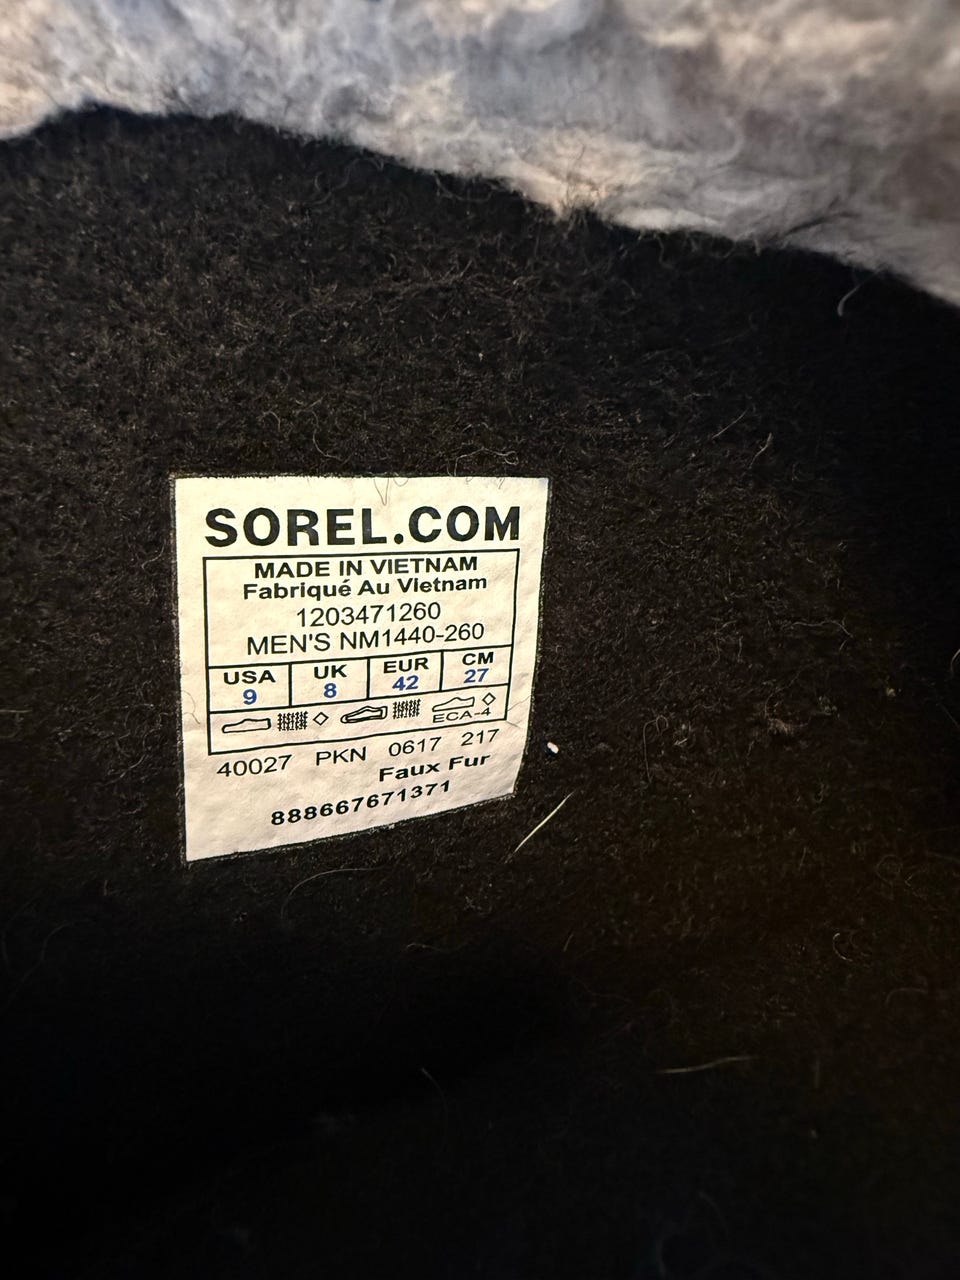 SOREL.COM
MADE IN VIETNAM
Fabriqué Au Vietnam
1203471260
MEN'S NM1440-260
USA UK EUR CM
9 8 42 27
ECA-4
40027 PKN 0617 217
Faux Fur
888667671371